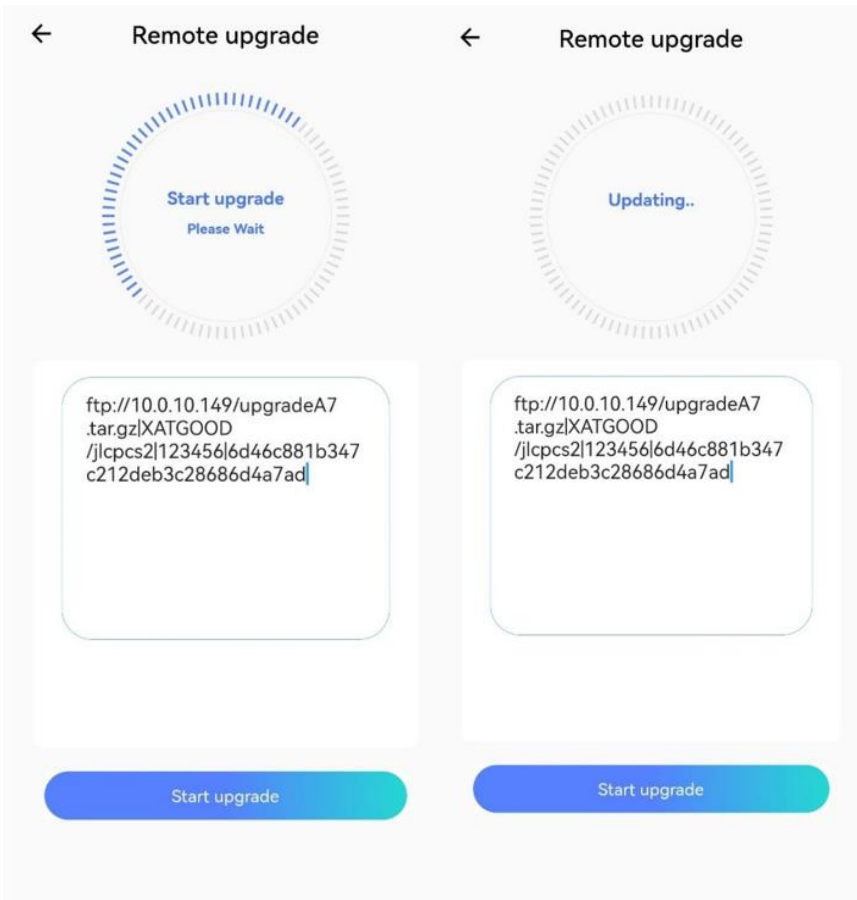 Remote upgrade
Start upgrade
Please Wait
ftp://10.0.10.149/upgradeA7
.tar.gz|XATGOOD
/jlcpcs2|123456|6d46c881b347
c212deb3c28686d4a7ad
Start upgrade
Remote upgrade
Updating..
ftp://10.0.10.149/upgradeA7
.tar.gz|XATGOOD
/jlcpcs2|123456|6d46c881b347
c212deb3c28686d4a7ad
Start upgrade